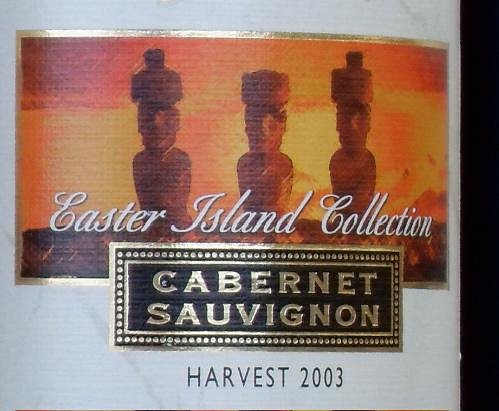 Easter Island Collection
CABERNET
SAUVIGNON
HARVEST 2003